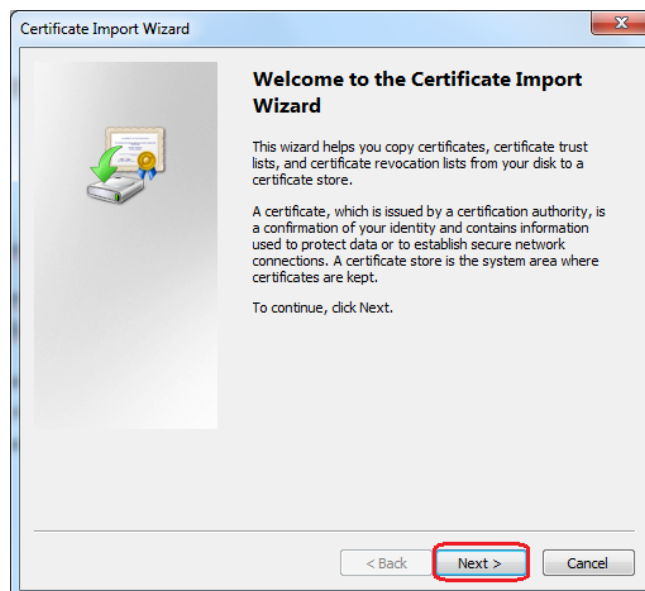 Certificate Import Wizard
Welcome to the Certificate Import
Wizard
This wizard helps you copy certificates, certificate trust
lists, and certificate revocation lists from your disk to a
certificate store.
A certificate, which is issued by a certification authority, is
a confirmation of your identity and contains information
used to protect data or to establish secure network
connections. A certificate store is the system area where
certificates are kept.
To continue, click Next.
< Back Next > Cancel